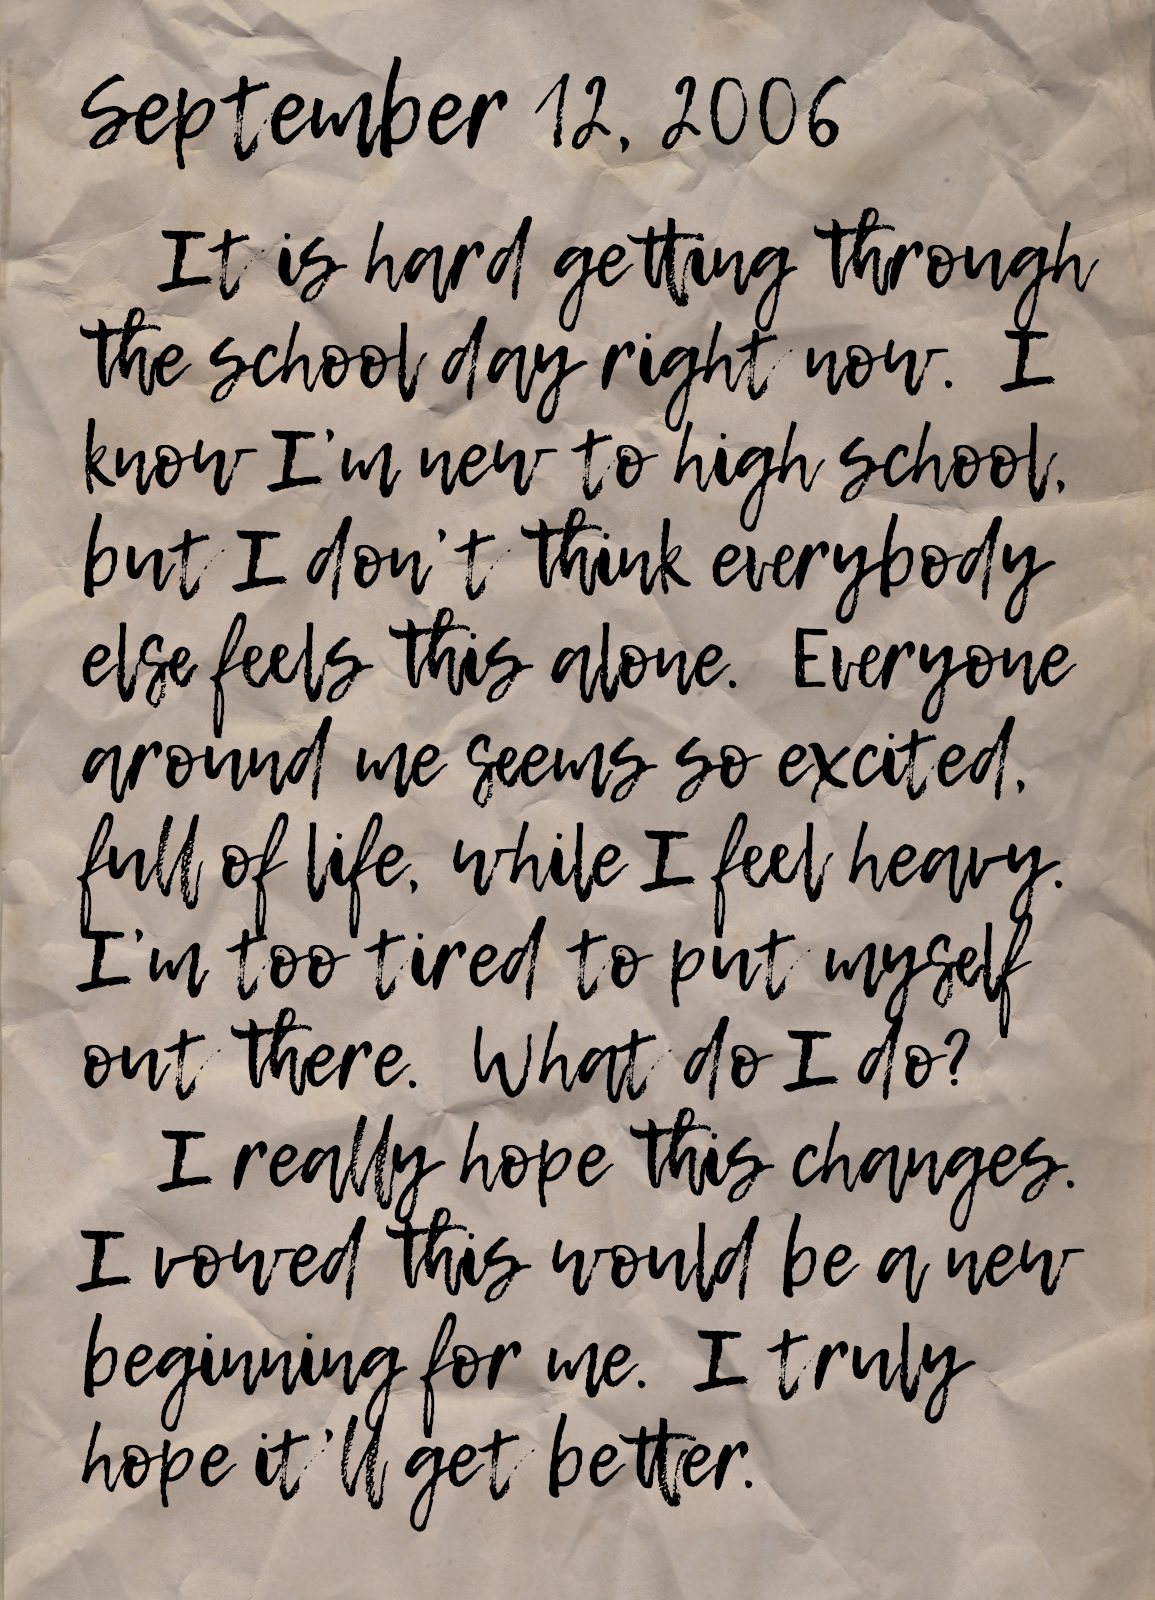 September 12, 2006
It is hard getting through
the school day right now. I
know I'm new to high school,
but I don't think everybody
else feels this alone. Everyone
around me seems so excited,
full of life, while I feel heavy.
I'm too tired to put myself
out there. What do I do?
I really hope this changes.
I vowed this would be a new
beginning for me. I truly
hope it'll get better.